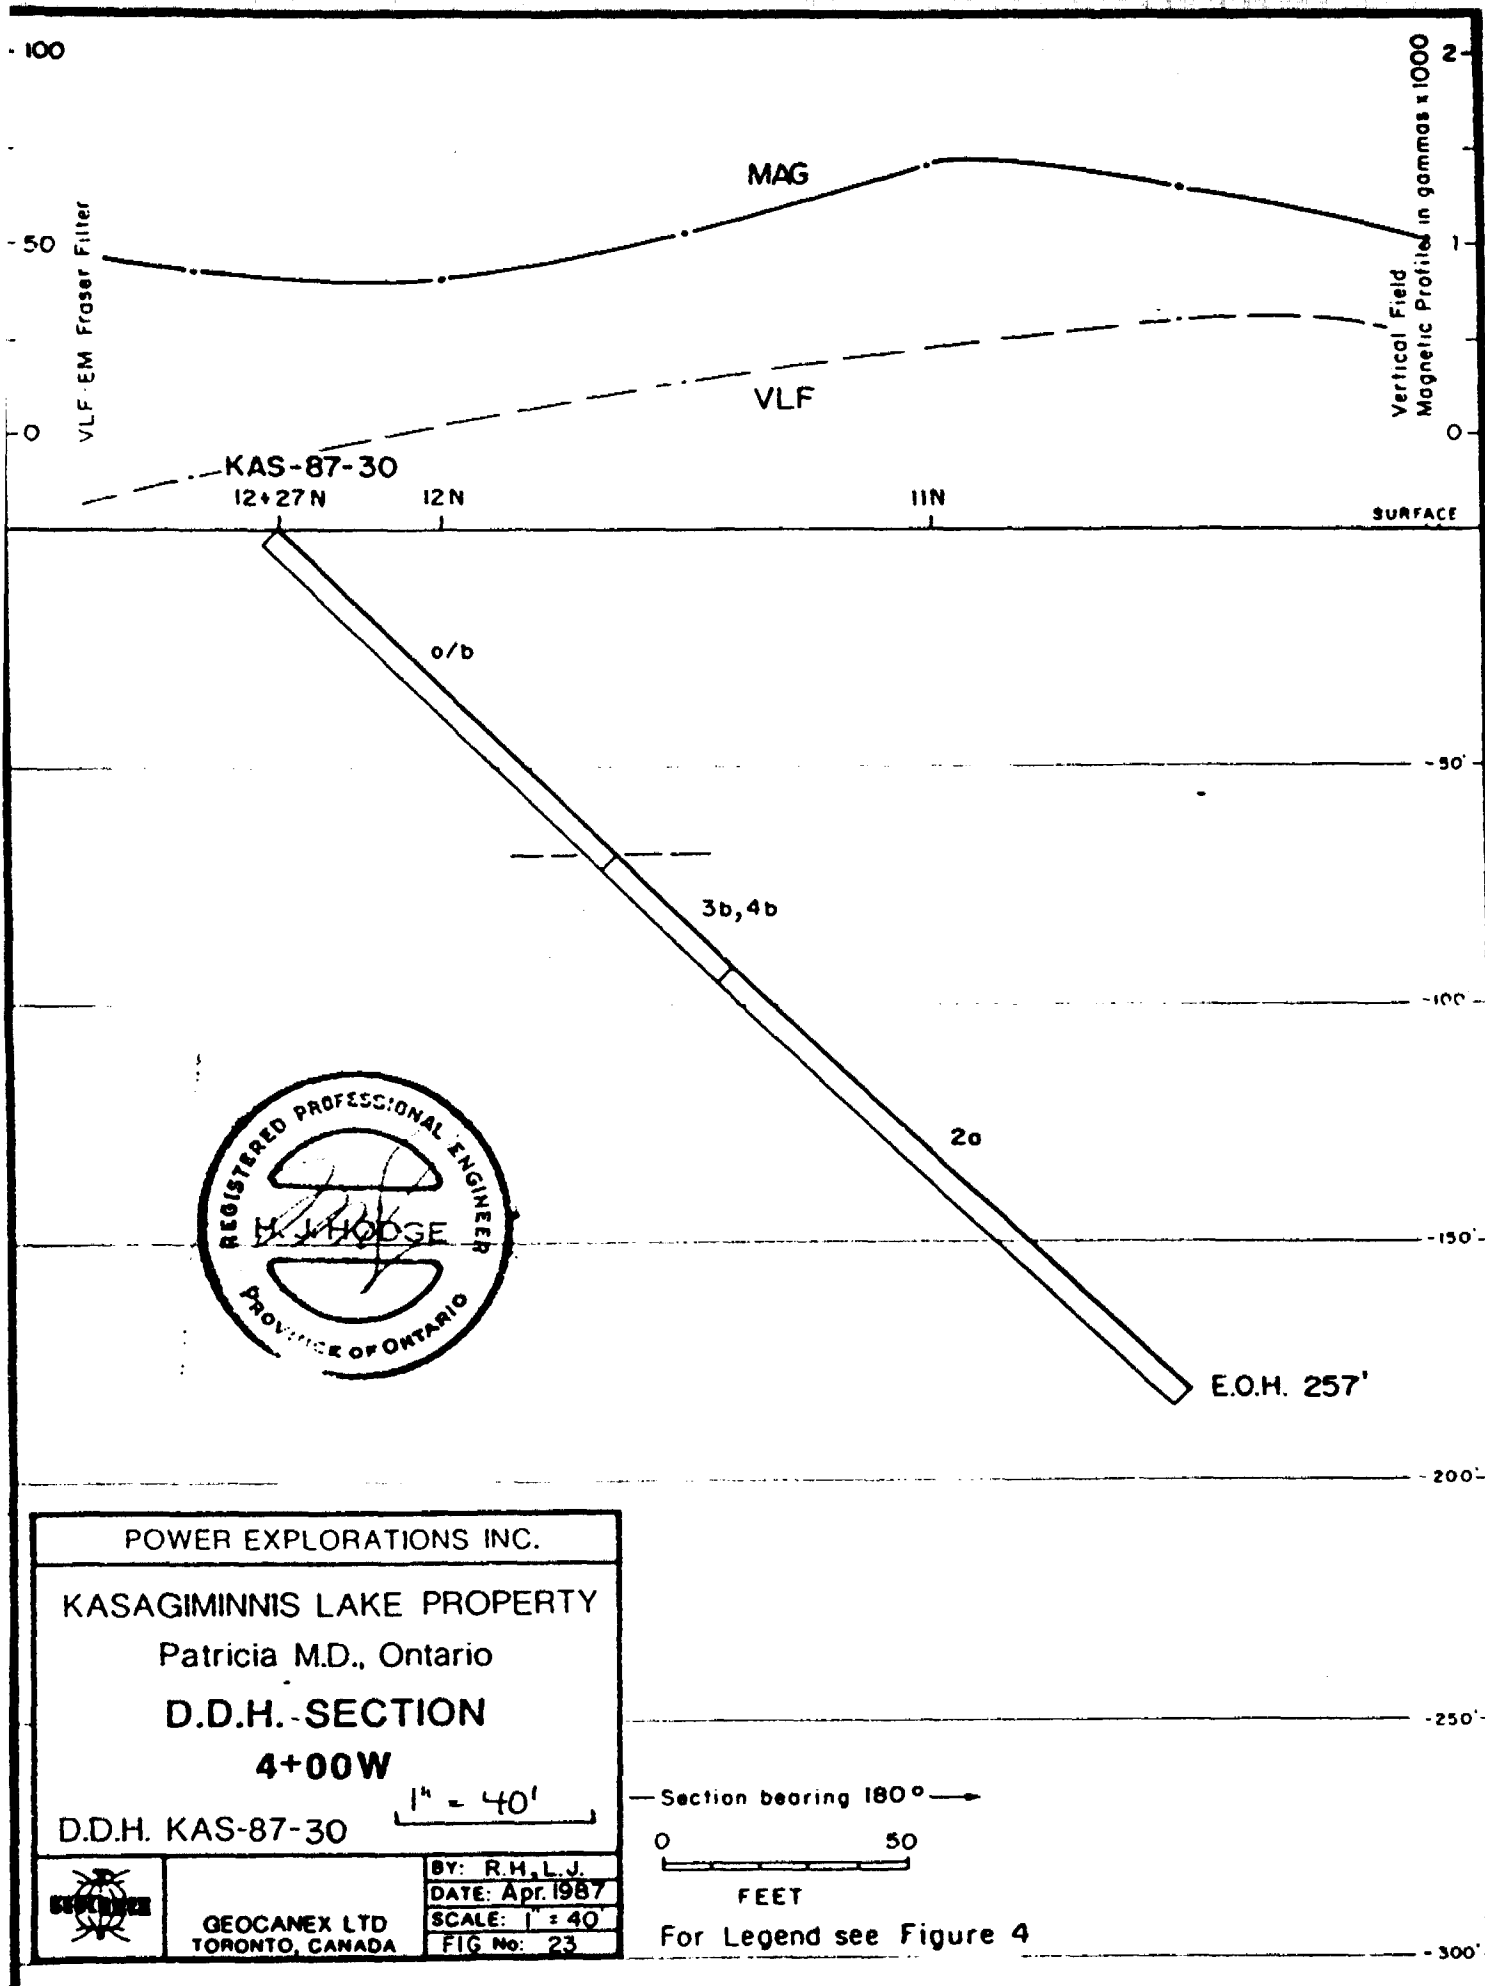 100
2
MAG
50
1
VLF-EM Fraser Filter
Vertical Field
Magnetic Profiles in gammas x 1000
VLF
0
0
KAS-87-30
12+27N
12N
11N
SURFACE
o/b
-50'
3b,4b
-100'
2a
REGISTERED PROFESSIONAL ENGINEER
H. J. HODGE
PROVINCE OF ONTARIO
-150'
E.O.H. 257'
-200'
POWER EXPLORATIONS INC.
KASAGIMINNIS LAKE PROPERTY
Patricia M.D., Ontario
D.D.H. SECTION
4+00W
1" = 40'
D.D.H. KAS-87-30
-250'
Section bearing 180°
0 50
FEET
BY: R.H., L.J.
DATE: Apr. 1987
SCALE: 1" = 40'
FIG No: 23
GEOCANEX LTD
TORONTO, CANADA
For Legend see Figure 4
-300'